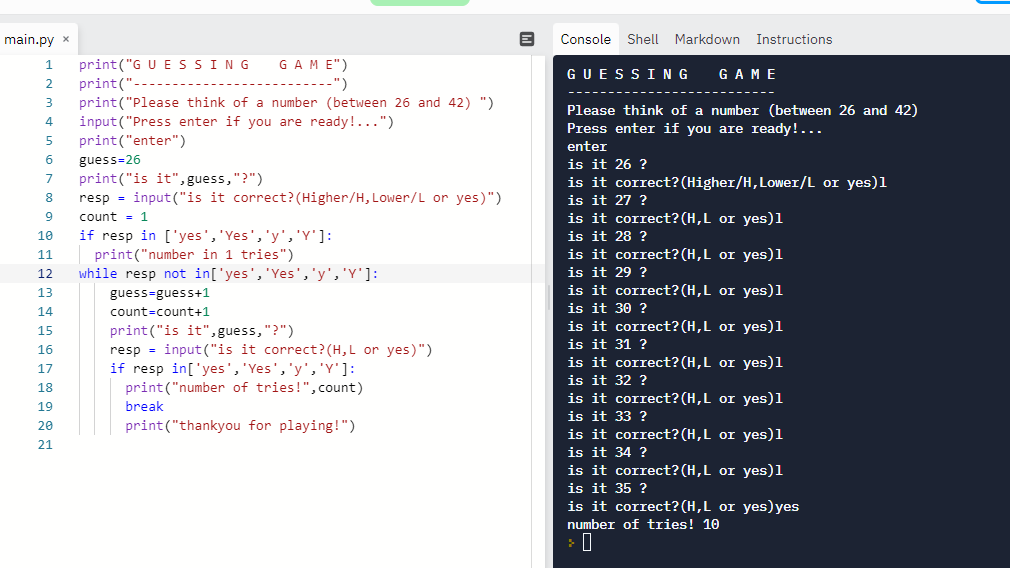 main.py ×
1 print("G U E S S I N G    G A M E")
2 print("--------------------------")
3 print("Please think of a number (between 26 and 42) ")
4 input("Press enter if you are ready!...")
5 print("enter")
6 guess=26
7 print("is it",guess,"?")
8 resp = input("is it correct?(Higher/H,Lower/L or yes)")
9 count = 1
10 if resp in ['yes','Yes','y','Y']:
11   print("number in 1 tries")
12 while resp not in['yes','Yes','y','Y']:
13     guess=guess+1
14     count=count+1
15     print("is it",guess,"?")
16     resp = input("is it correct?(H,L or yes)")
17     if resp in['yes','Yes','y','Y']:
18       print("number of tries!",count)
19       break
20       print("thankyou for playing!")
21
Console Shell Markdown Instructions
G U E S S I N G    G A M E
--------------------------
Please think of a number (between 26 and 42)
Press enter if you are ready!...
enter
is it 26 ?
is it correct?(Higher/H,Lower/L or yes)l
is it 27 ?
is it correct?(H,L or yes)l
is it 28 ?
is it correct?(H,L or yes)l
is it 29 ?
is it correct?(H,L or yes)l
is it 30 ?
is it correct?(H,L or yes)l
is it 31 ?
is it correct?(H,L or yes)l
is it 32 ?
is it correct?(H,L or yes)l
is it 33 ?
is it correct?(H,L or yes)l
is it 34 ?
is it correct?(H,L or yes)l
is it 35 ?
is it correct?(H,L or yes)yes
number of tries! 10